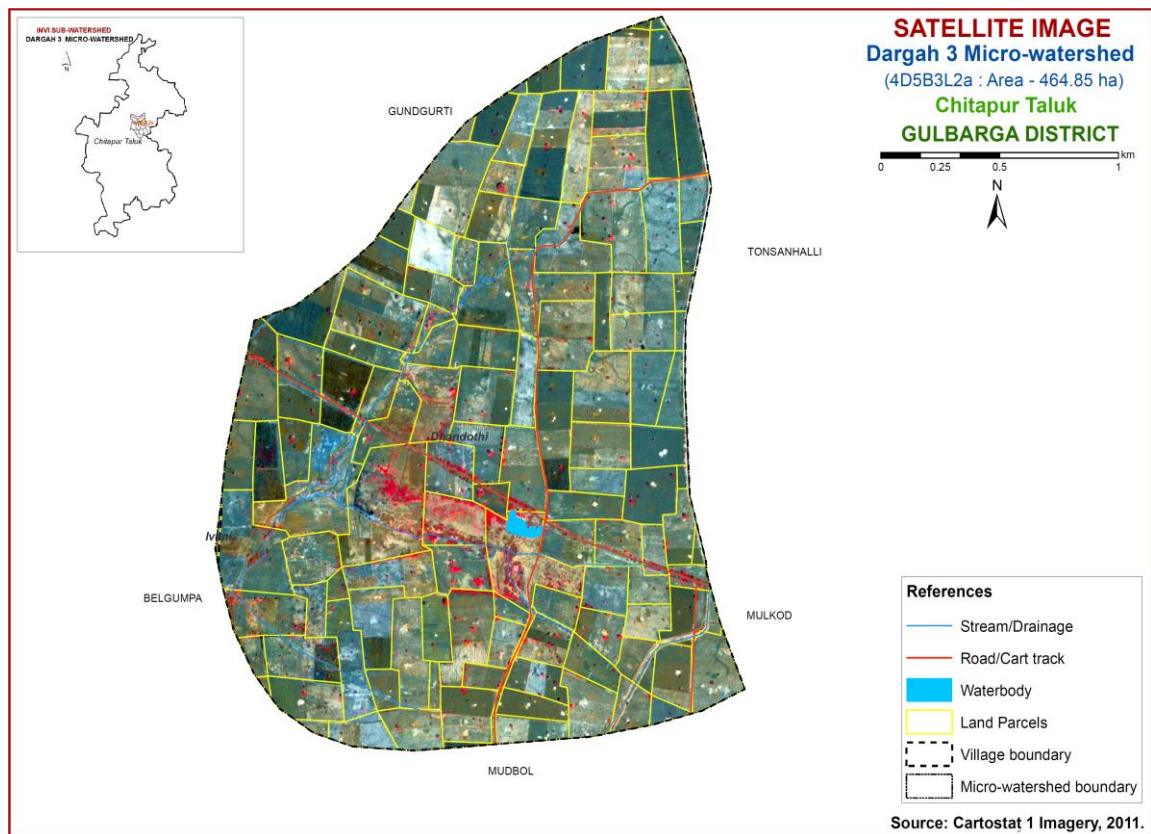 INVI SUB-WATERSHED
DARGAH 3 MICRO-WATERSHED
N
Chitapur Taluk
SATELLITE IMAGE
Dargah 3 Micro-watershed
(4D5B3L2a : Area - 464.85 ha)
Chitapur Taluk
GULBARGA DISTRICT
km
0 0.25 0.5 1
N
GUNDGURTI
TONSANHALLI
Dhandothi
BELGUMPA
MULKOD
MUDBOL
References
Stream/Drainage
Road/Cart track
Waterbody
Land Parcels
Village boundary
Micro-watershed boundary
Source: Cartostat 1 Imagery, 2011.